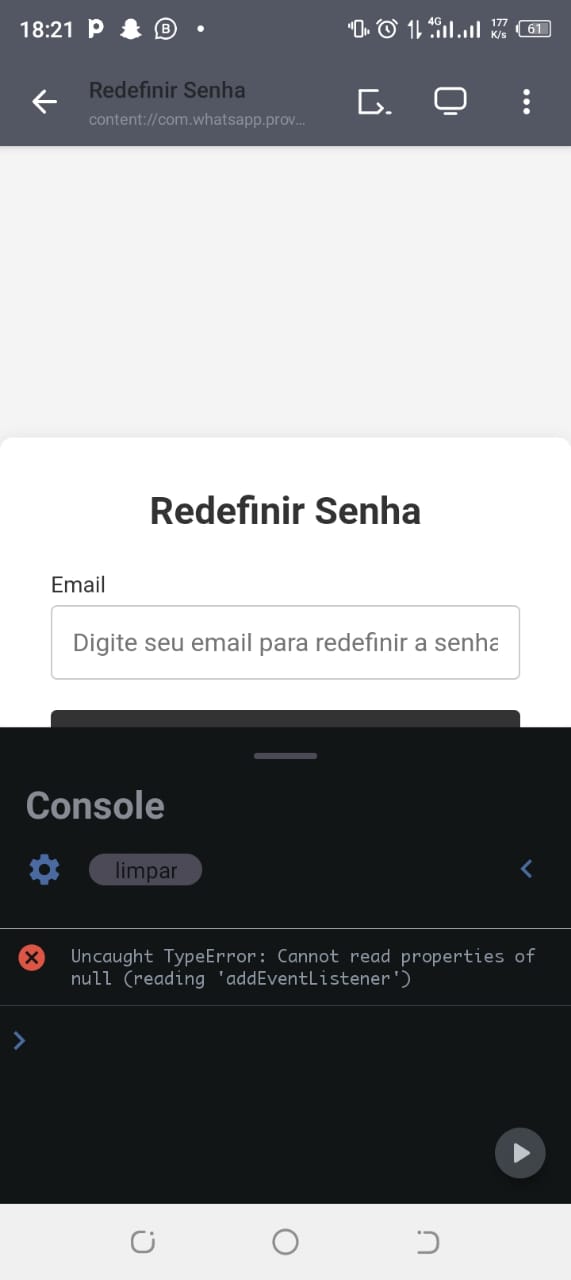 18:21
4G
177
K/s
61
Redefinir Senha
content://com.whatsapp.prov...
Redefinir Senha
Email
Digite seu email para redefinir a senha
Console
limpar
Uncaught TypeError: Cannot read properties of
null (reading 'addEventListener')